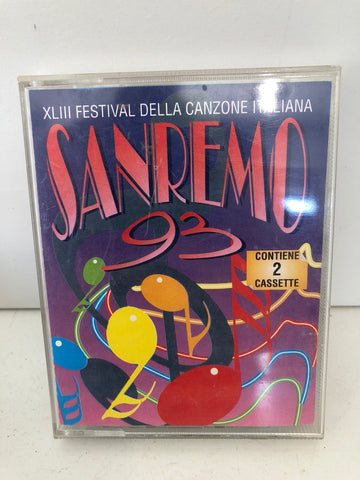 XLIII FESTIVAL DELLA CANZONE ITALIANA
SANREMO
93
CONTIENE
2
CASSETTE